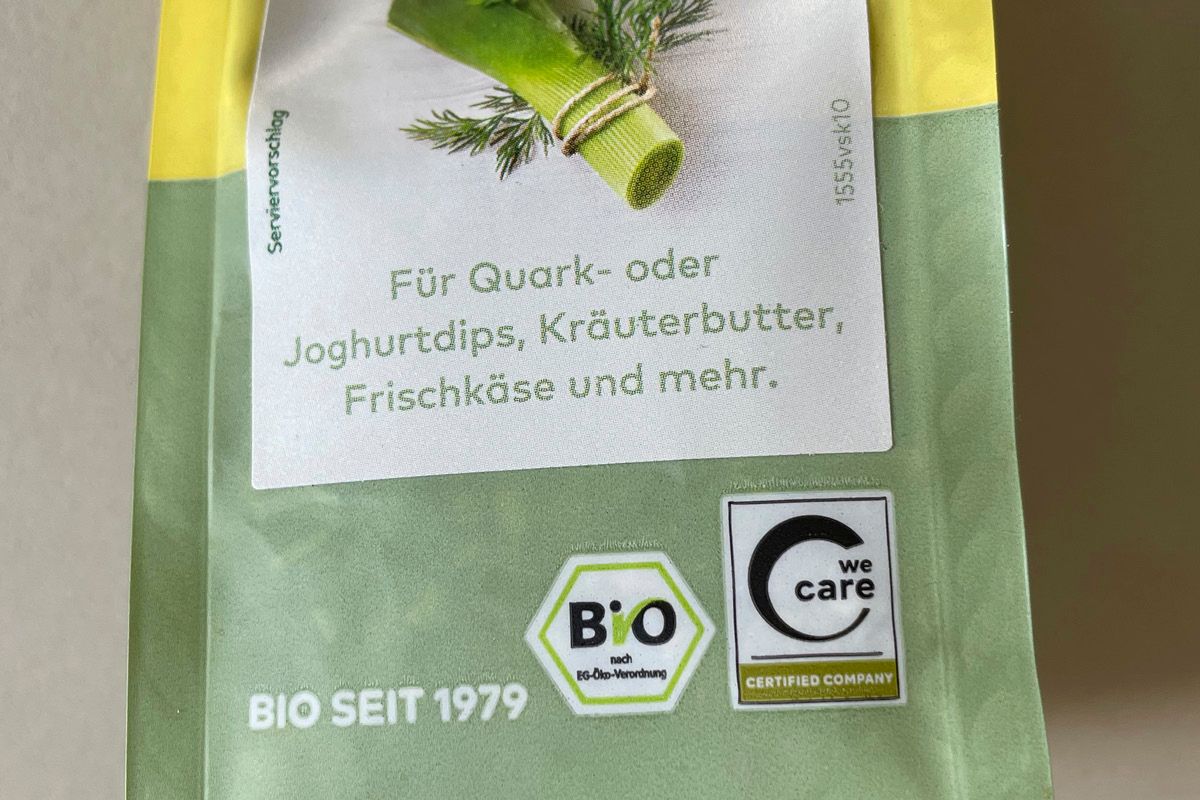 Serviervorschlag
1555vsk10
Für Quark- oder
Joghurtdips, Kräuterbutter,
Frischkäse und mehr.
BIO SEIT 1979
Bio
nach
EG-Öko-Verordnung
we
care
CERTIFIED COMPANY